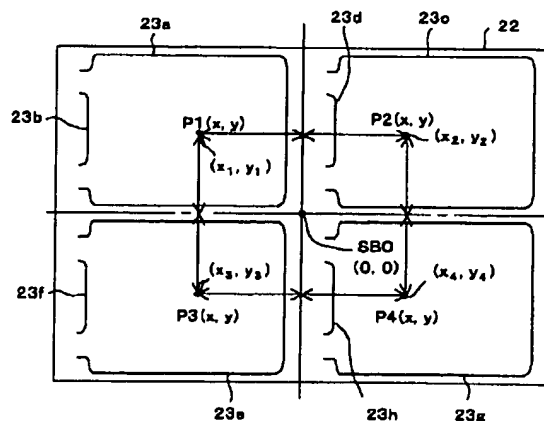 23a
23d
23c
22
23b
P1(x, y)
P2(x, y)
(x₁, y₁)
(x₂, y₂)
SBO
(0, 0)
(x₃, y₃)
(x₄, y₄)
23f
P3(x, y)
P4(x, y)
23e
23h
23g